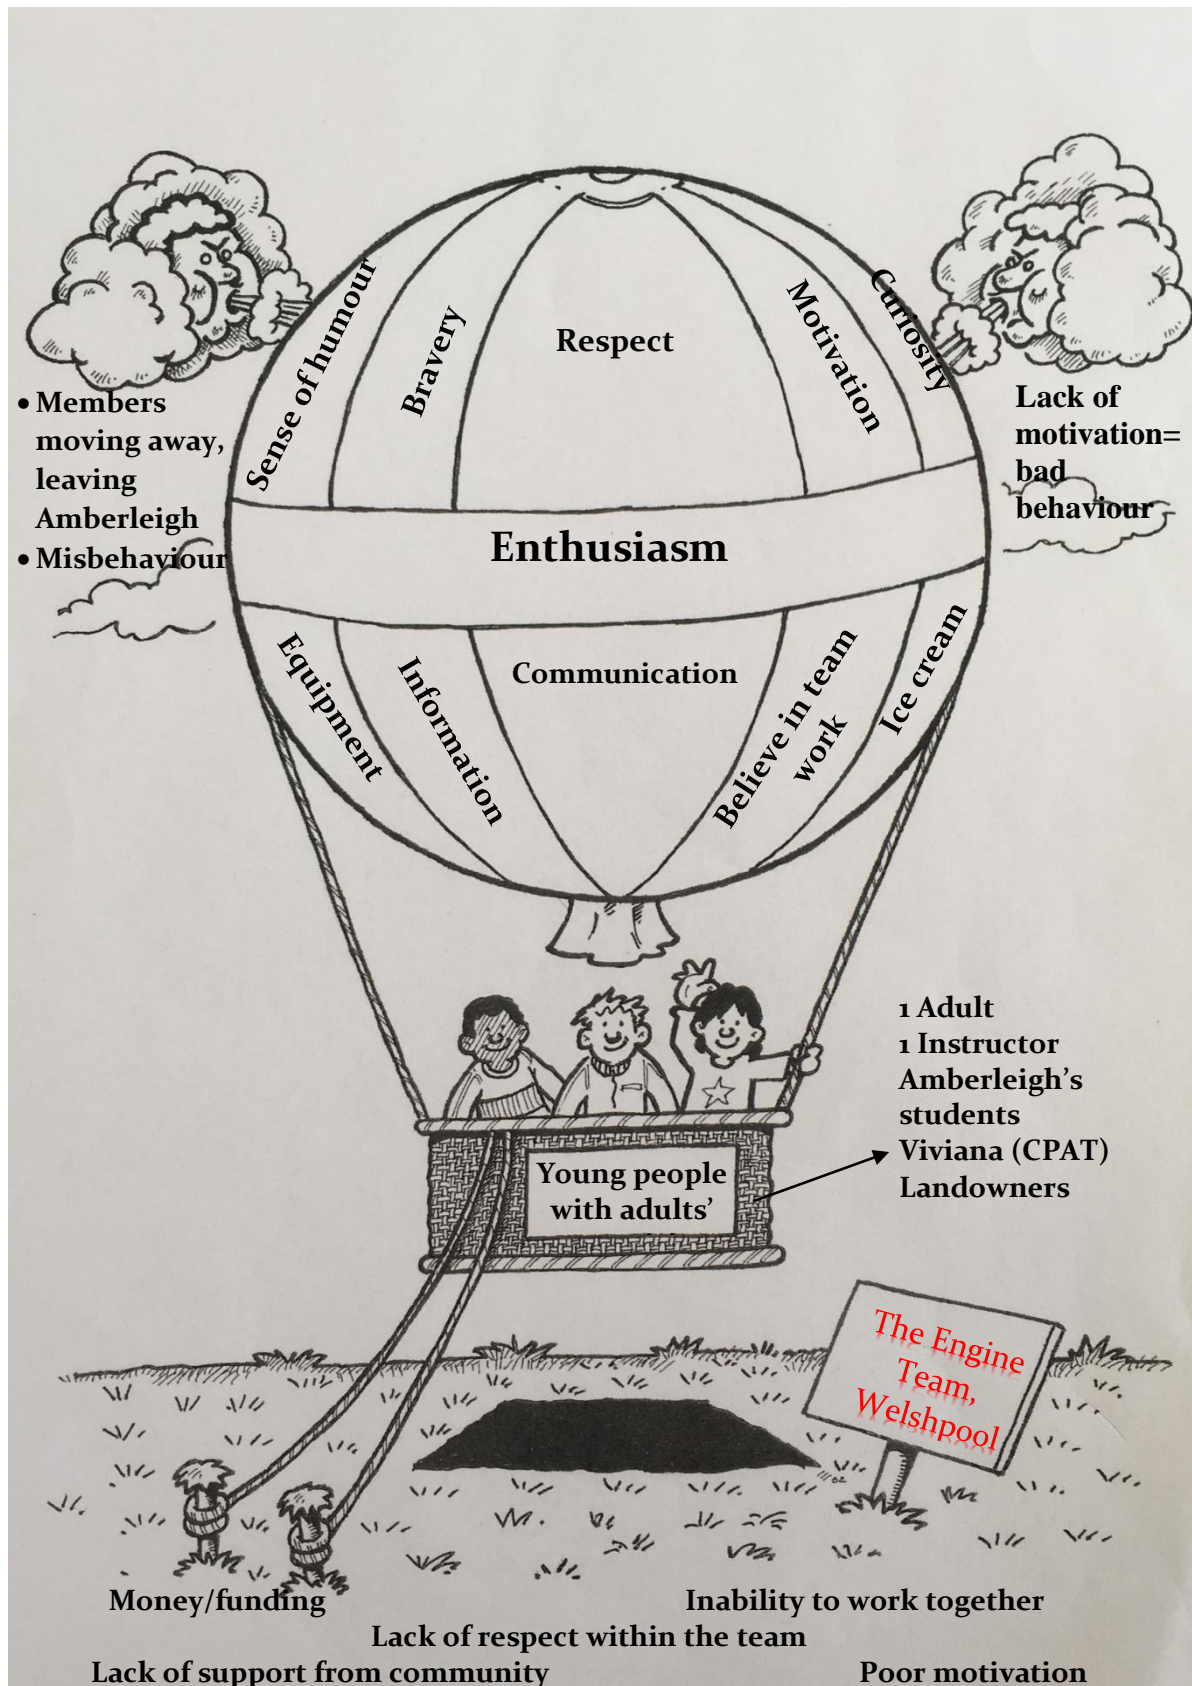 Sense of humour
Bravery
Respect
Motivation
Curiosity
• Members
moving away,
leaving
Amberleigh
• Misbehaviour
Lack of
motivation=
bad
behaviour
Enthusiasm
Equipment
Information
Communication
Believe in team
work
Ice cream
1 Adult
1 Instructor
Amberleigh's
students
Viviana (CPAT)
Landowners
Young people
with adults'
The Engine
Team,
Welshpool
Money/funding
Inability to work together
Lack of respect within the team
Lack of support from community
Poor motivation